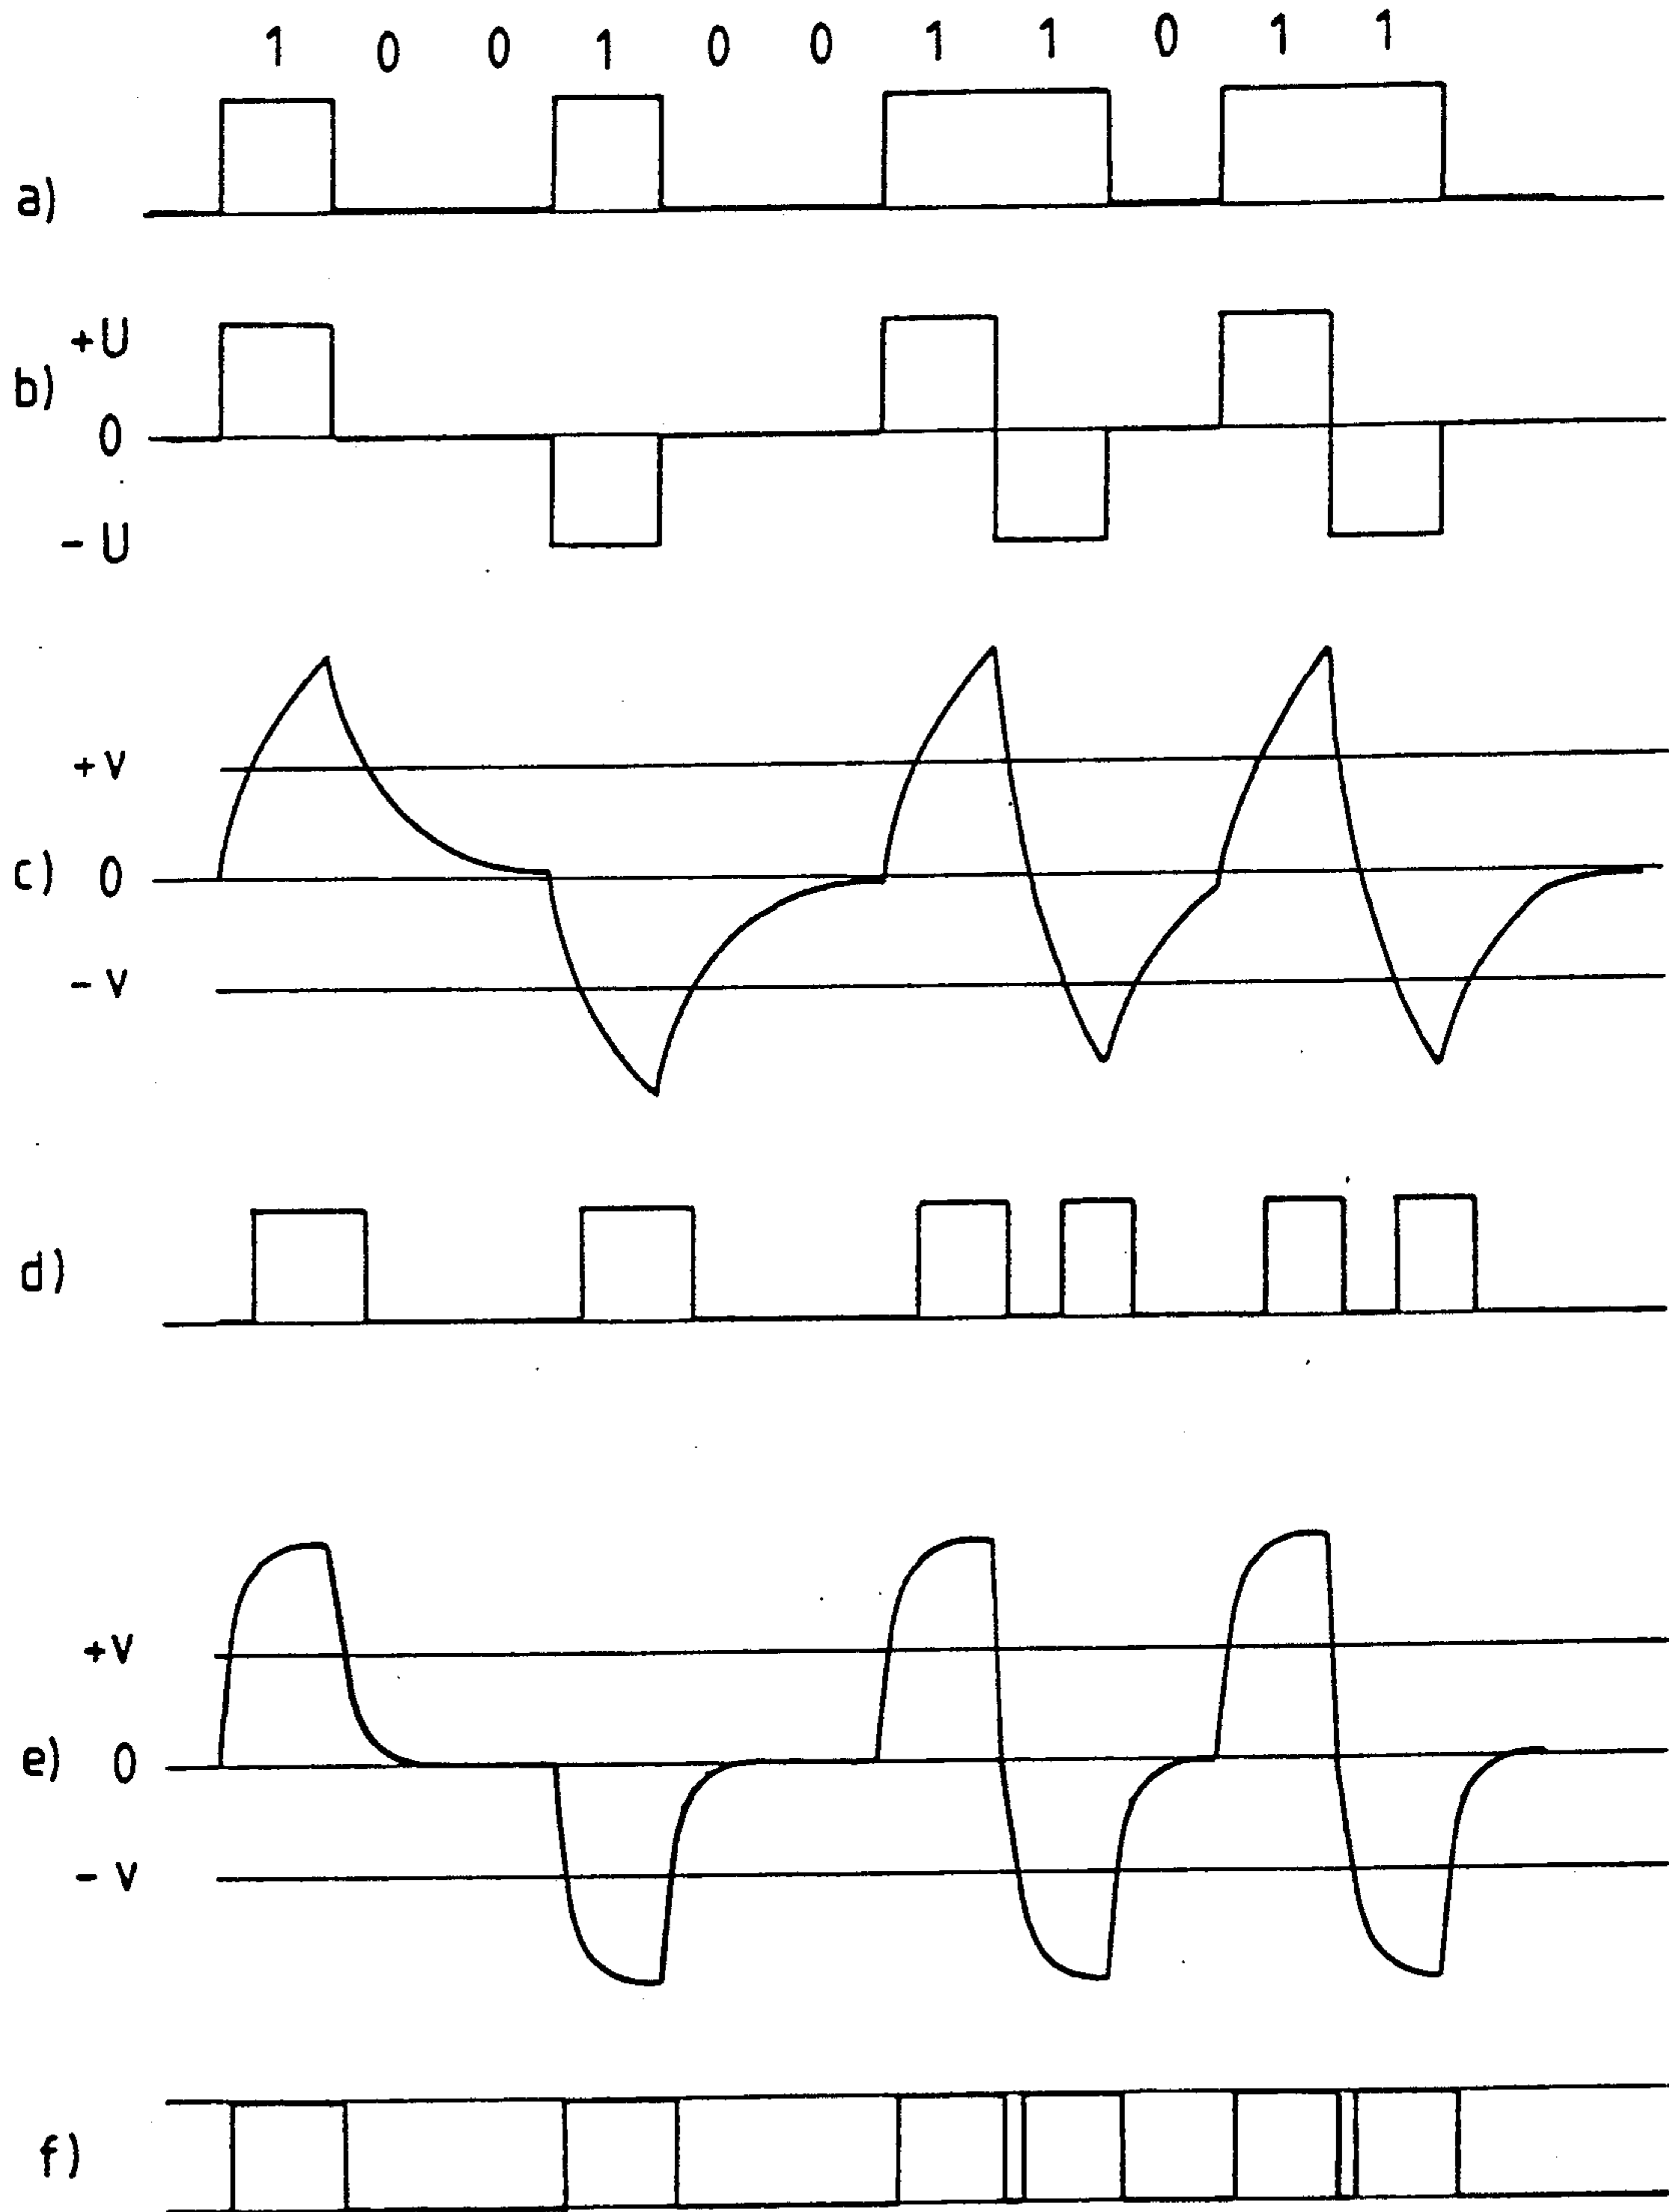 1 0 0 1 0 0 1 1 0 1 1
a)
+U
b)
0
- U
+V
c) 0
- V
d)
+V
e) 0
- V
f)